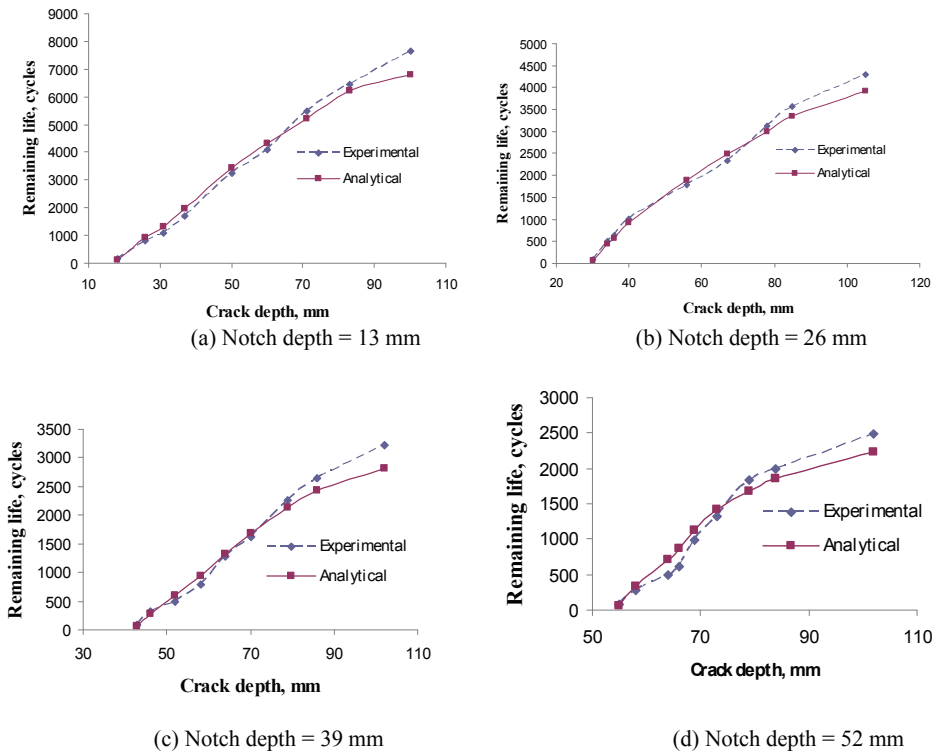 9000
8000
7000
6000
5000
4000
3000
2000
1000
0
Remaining life, cycles
Experimental
Analytical
10 30 50 70 90 110
Crack depth, mm
(a) Notch depth = 13 mm
5000
4500
4000
3500
3000
2500
2000
1500
1000
500
0
Remaining life, cycles
Experimental
Analytical
20 40 60 80 100 120
Crack depth, mm
(b) Notch depth = 26 mm
3500
3000
2500
2000
1500
1000
500
0
Remaining life, cycles
Experimental
Analytical
30 50 70 90 110
Crack depth, mm
(c) Notch depth = 39 mm
3000
2500
2000
1500
1000
500
0
Remaining life, cycles
Experimental
Analytical
50 70 90 110
Crack depth, mm
(d) Notch depth = 52 mm